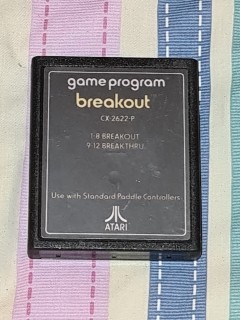 game program
breakout
CX-2622-P
1-8 BREAKOUT
9-12 BREAKTHRU
Use with Standard Paddle Controllers
ATARI